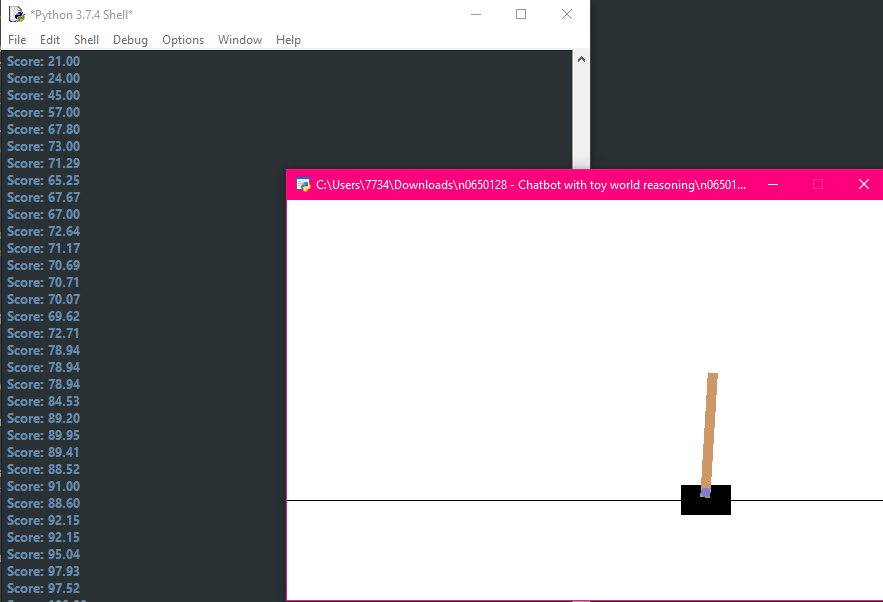 *Python 3.7.4 Shell*
File Edit Shell Debug Options Window Help
Score: 21.00
Score: 24.00
Score: 45.00
Score: 57.00
Score: 67.80
Score: 73.00
Score: 71.29
Score: 65.25
Score: 67.67
Score: 67.00
Score: 72.64
Score: 71.17
Score: 70.69
Score: 70.71
Score: 70.07
Score: 69.62
Score: 72.71
Score: 78.94
Score: 78.94
Score: 78.94
Score: 84.53
Score: 89.20
Score: 89.95
Score: 89.41
Score: 88.52
Score: 91.00
Score: 88.60
Score: 92.15
Score: 92.15
Score: 95.04
Score: 97.93
Score: 97.52
C:\Users\7734\Downloads\n0650128 - Chatbot with toy world reasoning\n06501...